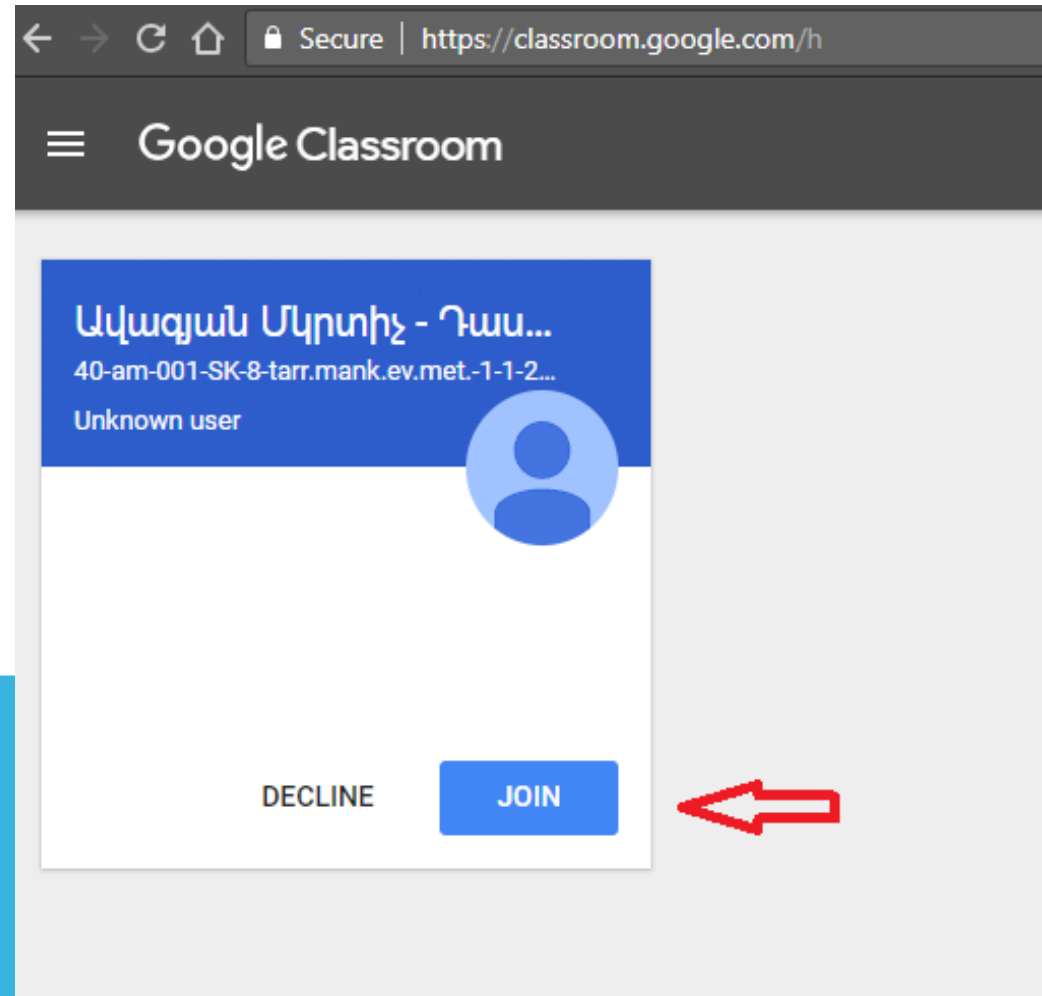 Secure | https://classroom.google.com/h
Google Classroom
Ավագյան Մկրտիչ - Դաս...
40-am-001-SK-8-tarr.mank.ev.met.-1-1-2...
Unknown user
DECLINE JOIN